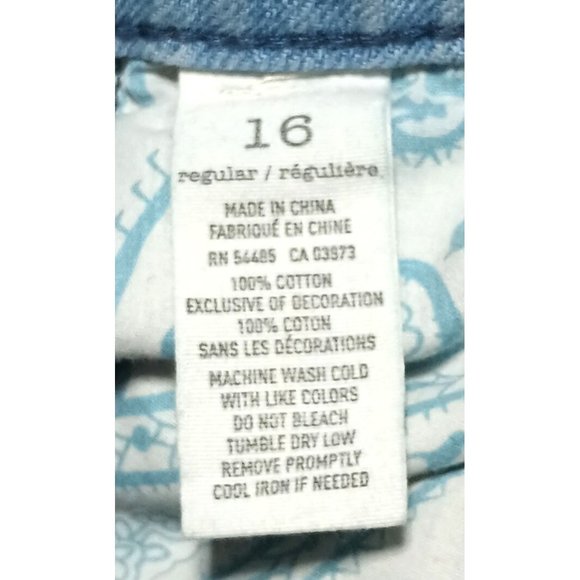 16
regular / régulière
MADE IN CHINA
FABRIQUÉ EN CHINE
RN 54485 CA 03973
100% COTTON
EXCLUSIVE OF DECORATION
100% COTON
SANS LES DÉCORATIONS
MACHINE WASH COLD
WITH LIKE COLORS
DO NOT BLEACH
TUMBLE DRY LOW
REMOVE PROMPTLY
COOL IRON IF NEEDED